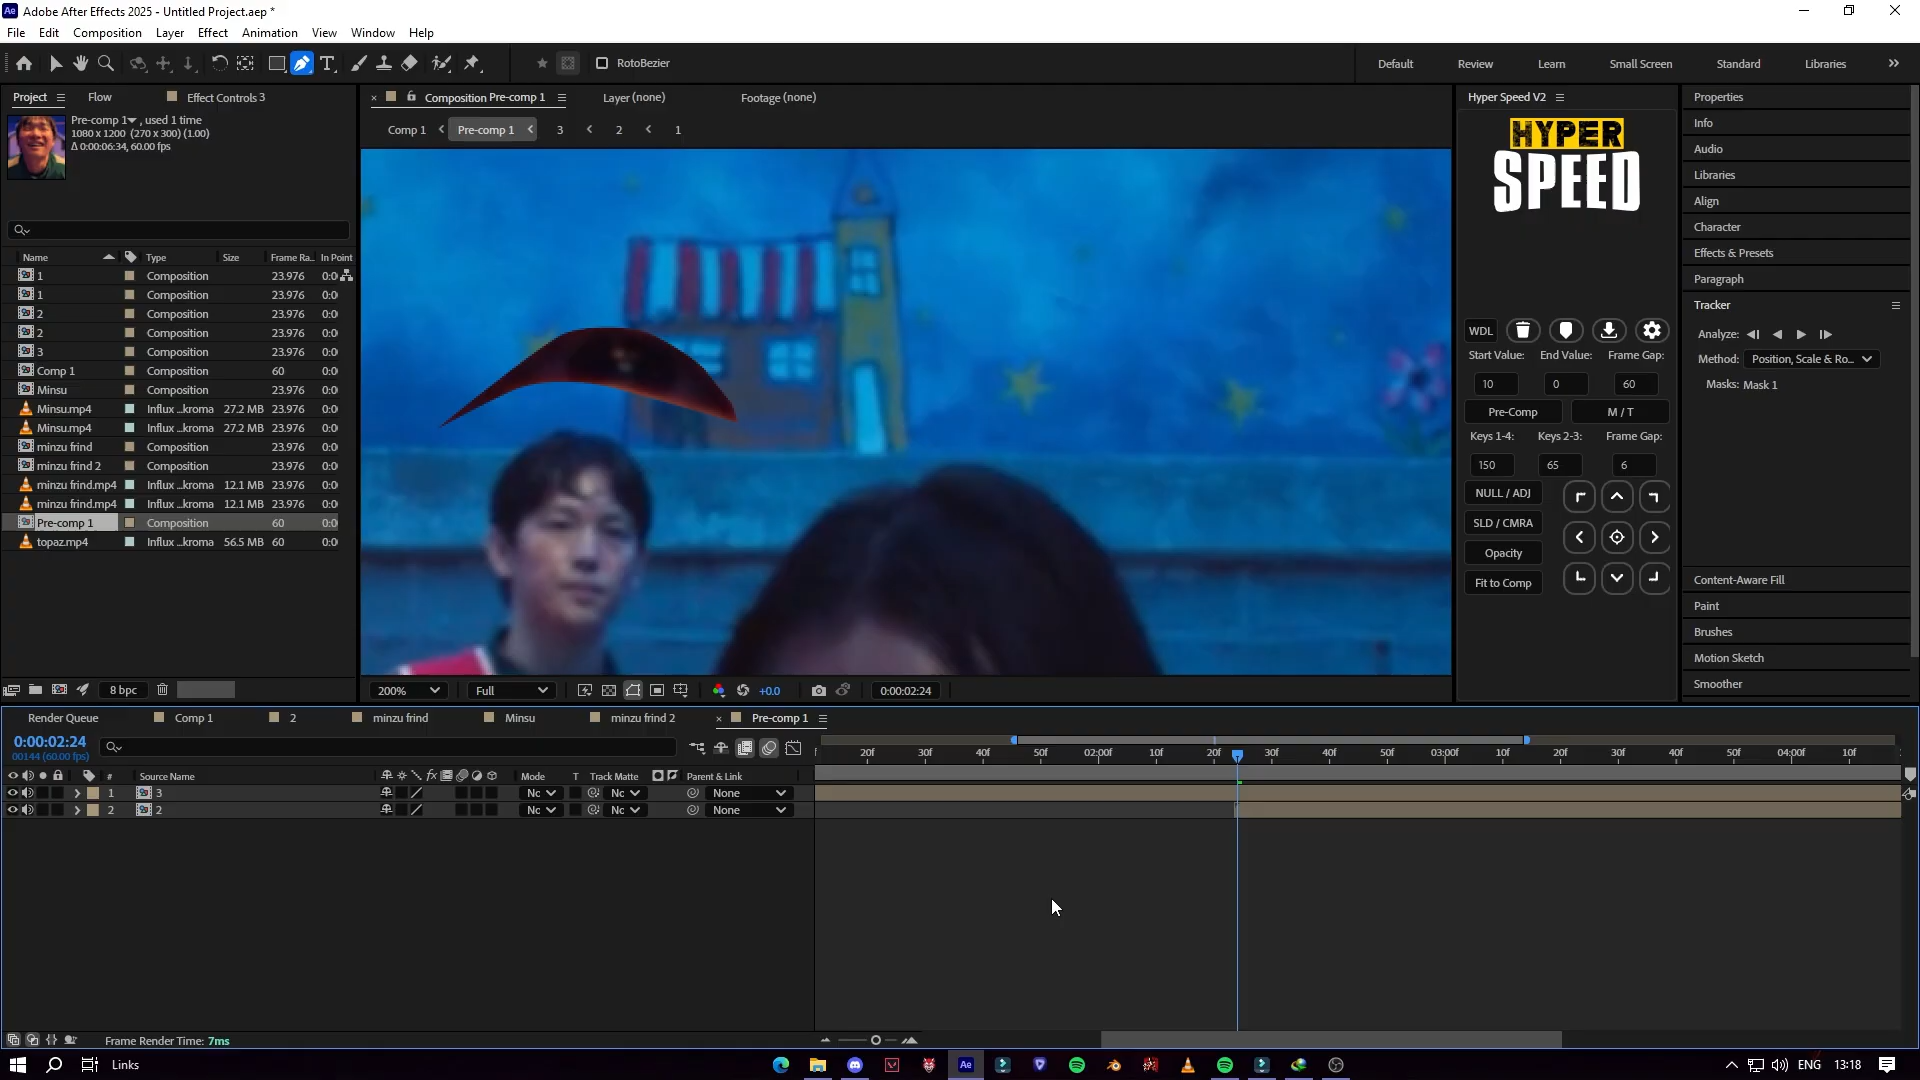 Adobe After Effects 2025 - Untitled Project.aep *
File Edit Composition Layer Effect Animation View Window Help
RotoBezier
Default Review Learn Small Screen Standard Libraries
Project Flow Effect Controls 3
Composition Pre-comp 1 Layer (none) Footage (none)
Pre-comp 1 , used 1 time
1080 x 1200 (270 x 300) (1.00)
Δ 0:00:06:34, 60.00 fps
Comp 1 Pre-comp 1 3 2 1
Name Type Size Frame Ra... In Point
1 Composition 23.976 0:0
1 Composition 23.976 0:0
2 Composition 23.976 0:0
2 Composition 23.976 0:0
3 Composition 23.976 0:0
Comp 1 Composition 60 0:0
Minsu Composition 23.976 0:0
Minsu.mp4 Influx ...kroma 27.2 MB 23.976 0:0
Minsu.mp4 Influx ...kroma 27.2 MB 23.976 0:0
minzu frind Composition 23.976 0:0
minzu frind 2 Composition 23.976 0:0
minzu frind.mp4 Influx ...kroma 12.1 MB 23.976 0:0
minzu frind.mp4 Influx ...kroma 12.1 MB 23.976 0:0
Pre-comp 1 Composition 60 0:0
topaz.mp4 Influx ...kroma 56.5 MB 60 0:0
8 bpc
200% Full +0.0 0:00:02:24
Hyper Speed V2
HYPER
SPEED
WDL
Start Value: End Value: Frame Gap:
10 0 60
Pre-Comp M / T
Keys 1-4: Keys 2-3: Frame Gap:
150 65 6
NULL / ADJ
SLD / CMRA
Opacity
Fit to Comp
Properties
Info
Audio
Libraries
Align
Character
Effects & Presets
Paragraph
Tracker
Analyze:
Method: Position, Scale & Ro...
Masks: Mask 1
Content-Aware Fill
Paint
Brushes
Motion Sketch
Smoother
Render Queue Comp 1 2 minzu frind Minsu minzu frind 2 Pre-comp 1
0:00:02:24
00144 (60.00 fps)
f 20f 30f 40f 50f 02:00f 10f 20f 30f 40f 50f 03:00f 10f 20f 30f 40f 50f 04:00f 10f
# Source Name fx Mode T Track Matte Parent & Link
1 3 Nc Nc None
2 2 Nc Nc None
Frame Render Time: 7ms
Links
Ae
ENG 13:18